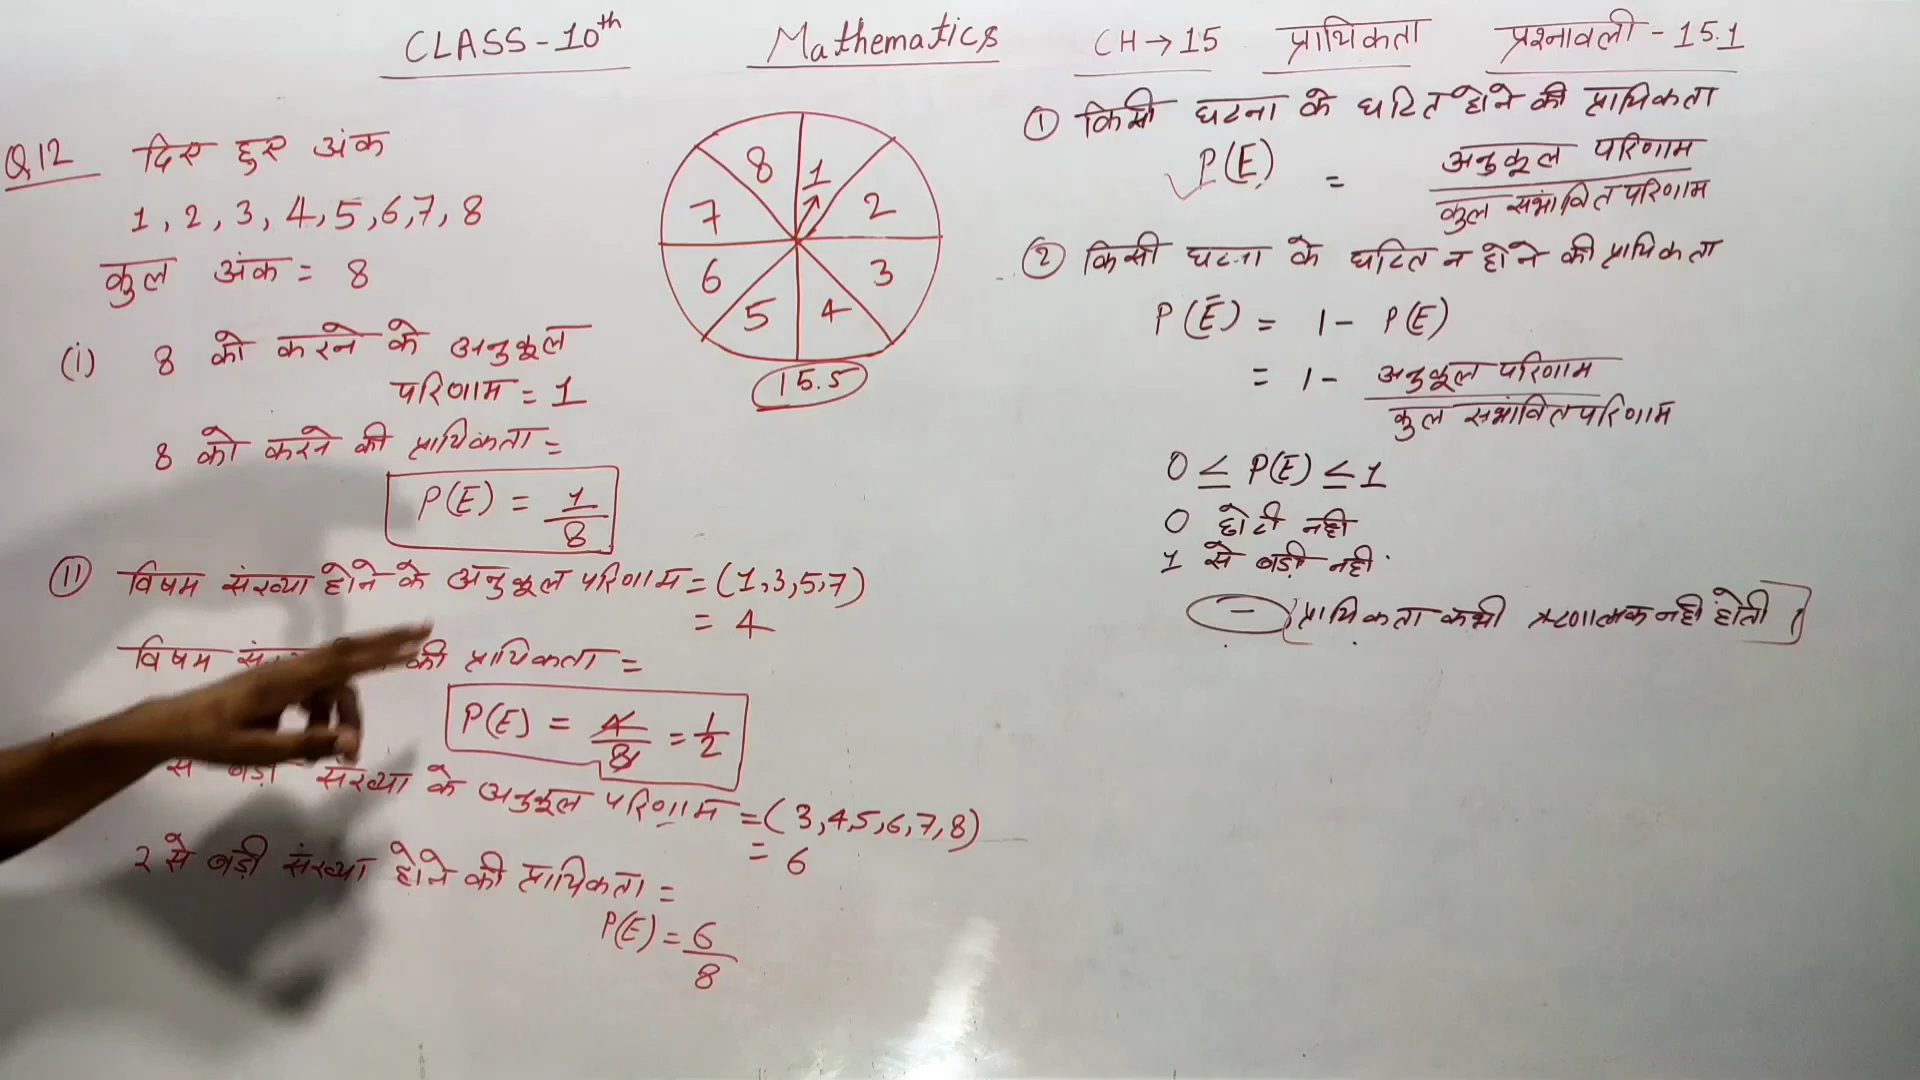 CLASS-10th Mathematics CH→15 प्रायिकता प्रश्नावली-15.1
Q.12 दिए हुए अंक
1, 2, 3, 4, 5, 6, 7, 8
कुल अंक = 8
(i) 8 को करने के अनुकूल
परिणाम = 1
8 को करने की प्रायिकता =
P(E) = 1/8
(ii) विषम संख्या होने के अनुकूल परिणाम = (1,3,5,7)
= 4
विषम की प्रायिकता =
P(E) = 4/8 = 1/2
से बड़ी संख्या के अनुकूल परिणाम = (3,4,5,6,7,8)
= 6
2 से बड़ी संख्या होने की प्रायिकता =
P(E) = 6/8
8 1
7 2
6 3
5 4
15.5
① किसी घटना के घटित होने की प्रायिकता
P(E) = अनुकूल परिणाम
कुल संभावित परिणाम
② किसी घटना के घटित न होने की प्रायिकता
P(Ē) = 1 - P(E)
= 1 - अनुकूल परिणाम
कुल संभावित परिणाम
0 ≤ P(E) ≤ 1
0 छोटी नही
1 से बड़ी नही
- प्रायिकता कभी ऋणात्मक नही होती।